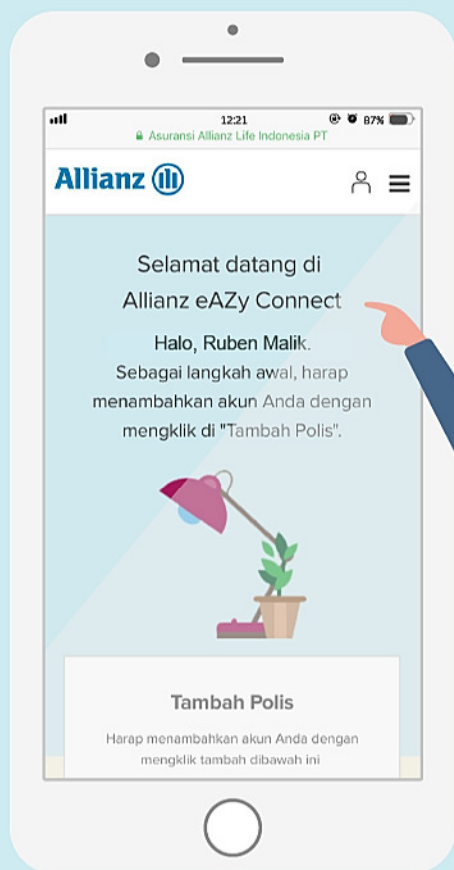 12:21
87%
Asuransi Allianz Life Indonesia PT
Allianz
Selamat datang di
Allianz eAZy Connect
Halo, Ruben Malik.
Sebagai langkah awal, harap
menambahkan akun Anda dengan
mengklik di "Tambah Polis".
Tambah Polis
Harap menambahkan akun Anda dengan
mengklik tambah dibawah ini